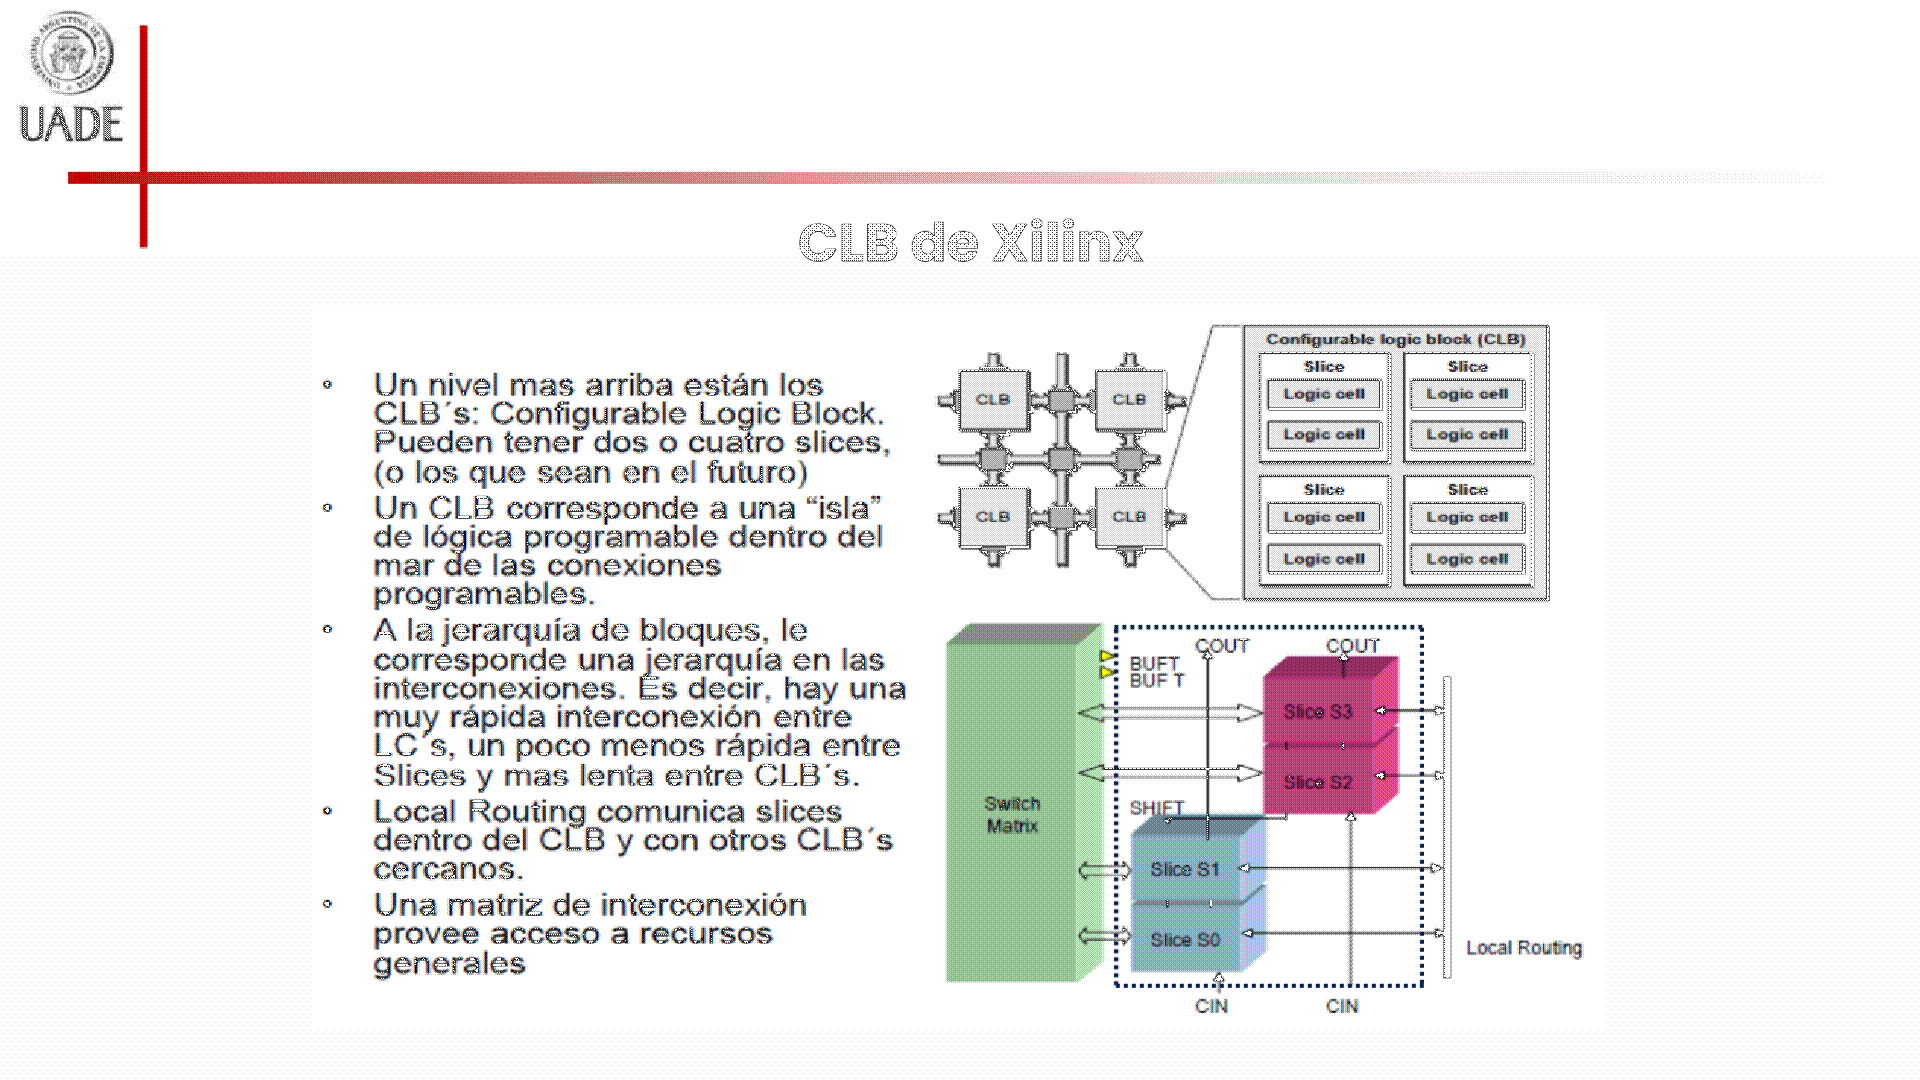 UADE
CLB de Xilinx
° Un nivel mas arriba están los
CLB´s: Configurable Logic Block.
Pueden tener dos o cuatro slices,
(o los que sean en el futuro)
° Un CLB corresponde a una “isla”
de lógica programable dentro del
mar de las conexiones
programables.
° A la jerarquía de bloques, le
corresponde una jerarquía en las
interconexiones. Es decir, hay una
muy rápida interconexión entre
LC´s, un poco menos rápida entre
Slices y mas lenta entre CLB´s.
° Local Routing comunica slices
dentro del CLB y con otros CLB´s
cercanos.
° Una matriz de interconexión
provee acceso a recursos
generales
CLB
CLB
CLB
CLB
Configurable logic block (CLB)
Slice
Logic cell
Logic cell
Slice
Logic cell
Logic cell
Slice
Logic cell
Logic cell
Slice
Logic cell
Logic cell
Switch
Matrix
BUFT
BUF T
COUT
COUT
Slice S3
Slice S2
SHIFT
Slice S1
Slice S0
Local Routing
CIN
CIN